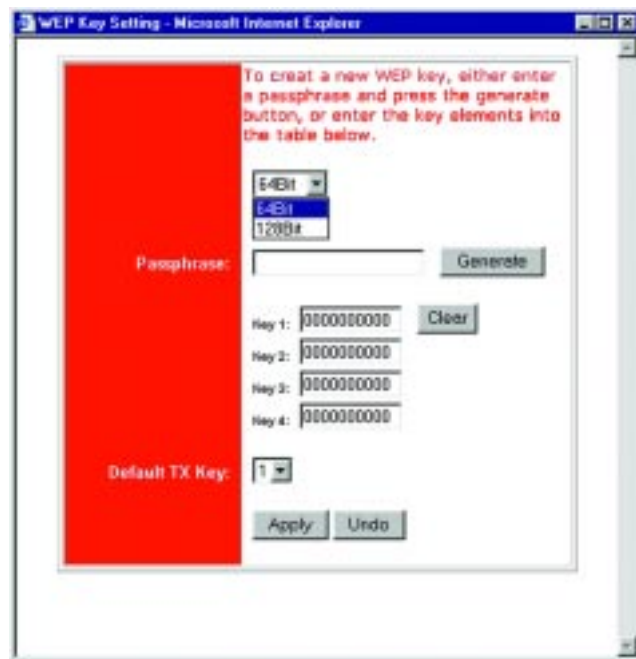 WEP Key Setting - Microsoft Internet Explorer
To creat a new WEP key, either enter
a passphrase and press the generate
button, or enter the key elements into
the table below.
64Bit
64Bit
128Bit
Passphrase:
Generate
Key 1: 0000000000 Clear
Key 2: 0000000000
Key 3: 0000000000
Key 4: 0000000000
Default TX Key: 1
Apply Undo